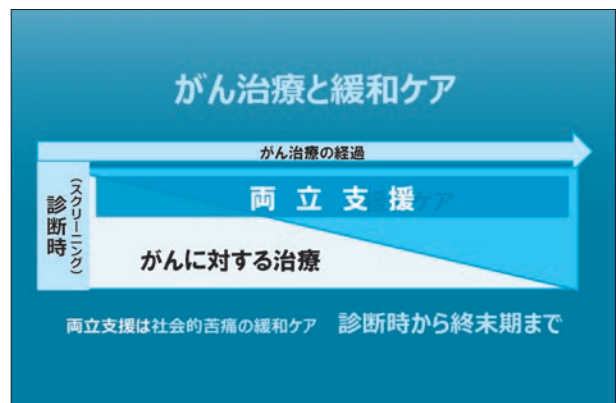 がん治療と緩和ケア
がん治療の経過
診断時
(スクリーニング)
両立支援
ケア
がんに対する治療
両立支援は社会的苦痛の緩和ケア 診断時から終末期まで